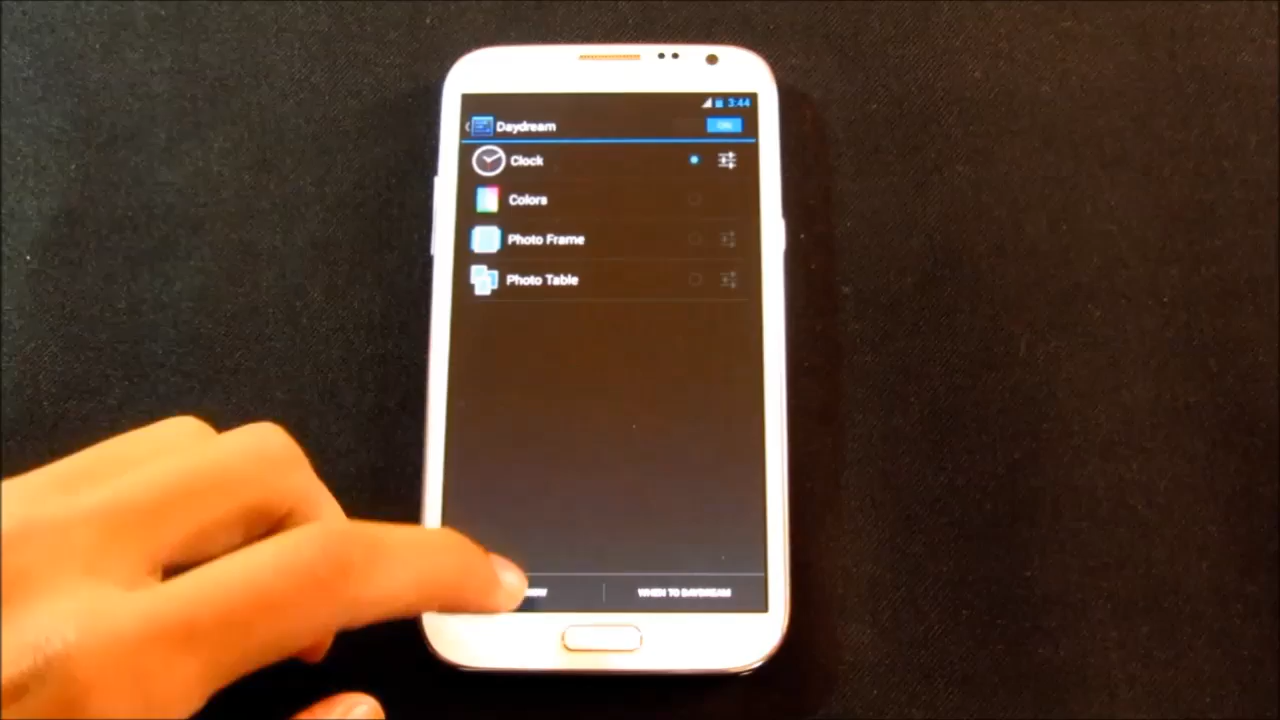 3:44
Daydream
ON
Clock
Colors
Photo Frame
Photo Table
WHEN TO DAYDREAM